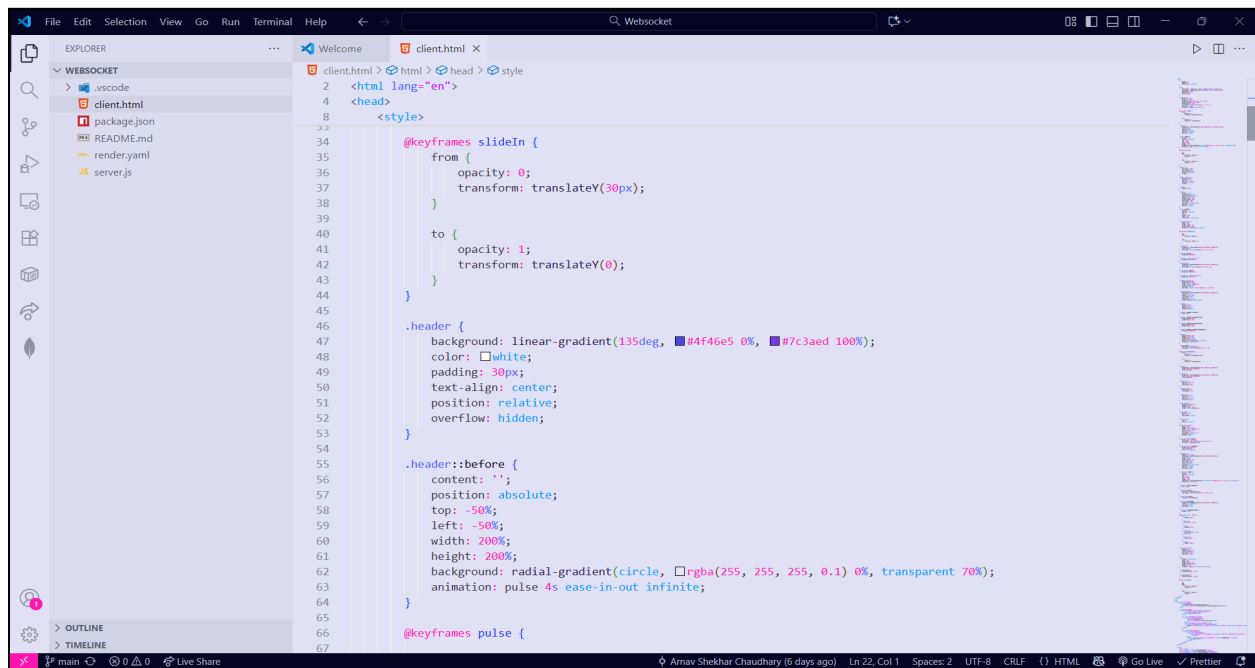 File Edit Selection View Go Run Terminal Help
Websocket
EXPLORER
WEBSOCKET
.vscode
client.html
package.json
README.md
render.yaml
JS server.js
OUTLINE
TIMELINE
Welcome
client.html
client.html > html > head > style
2 <html lang="en">
4 <head>
8 <style>
33
34 @keyframes slideIn {
35 from {
36 opacity: 0;
37 transform: translateY(30px);
38 }
39
40 to {
41 opacity: 1;
42 transform: translateY(0);
43 }
44 }
45
46 .header {
47 background: linear-gradient(135deg, #4f46e5 0%, #7c3aed 100%);
48 color: white;
49 padding: 30px;
50 text-align: center;
51 position: relative;
52 overflow: hidden;
53 }
54
55 .header::before {
56 content: '';
57 position: absolute;
58 top: -50%;
59 left: -50%;
60 width: 200%;
61 height: 200%;
62 background: radial-gradient(circle, rgba(255, 255, 255, 0.1) 0%, transparent 70%);
63 animation: pulse 4s ease-in-out infinite;
64 }
65
66 @keyframes pulse {
67
1
main 0 0 Live Share Arnav Shekhar Chaudhary (6 days ago) Ln 22, Col 1 Spaces: 2 UTF-8 CRLF {} HTML Go Live Prettier